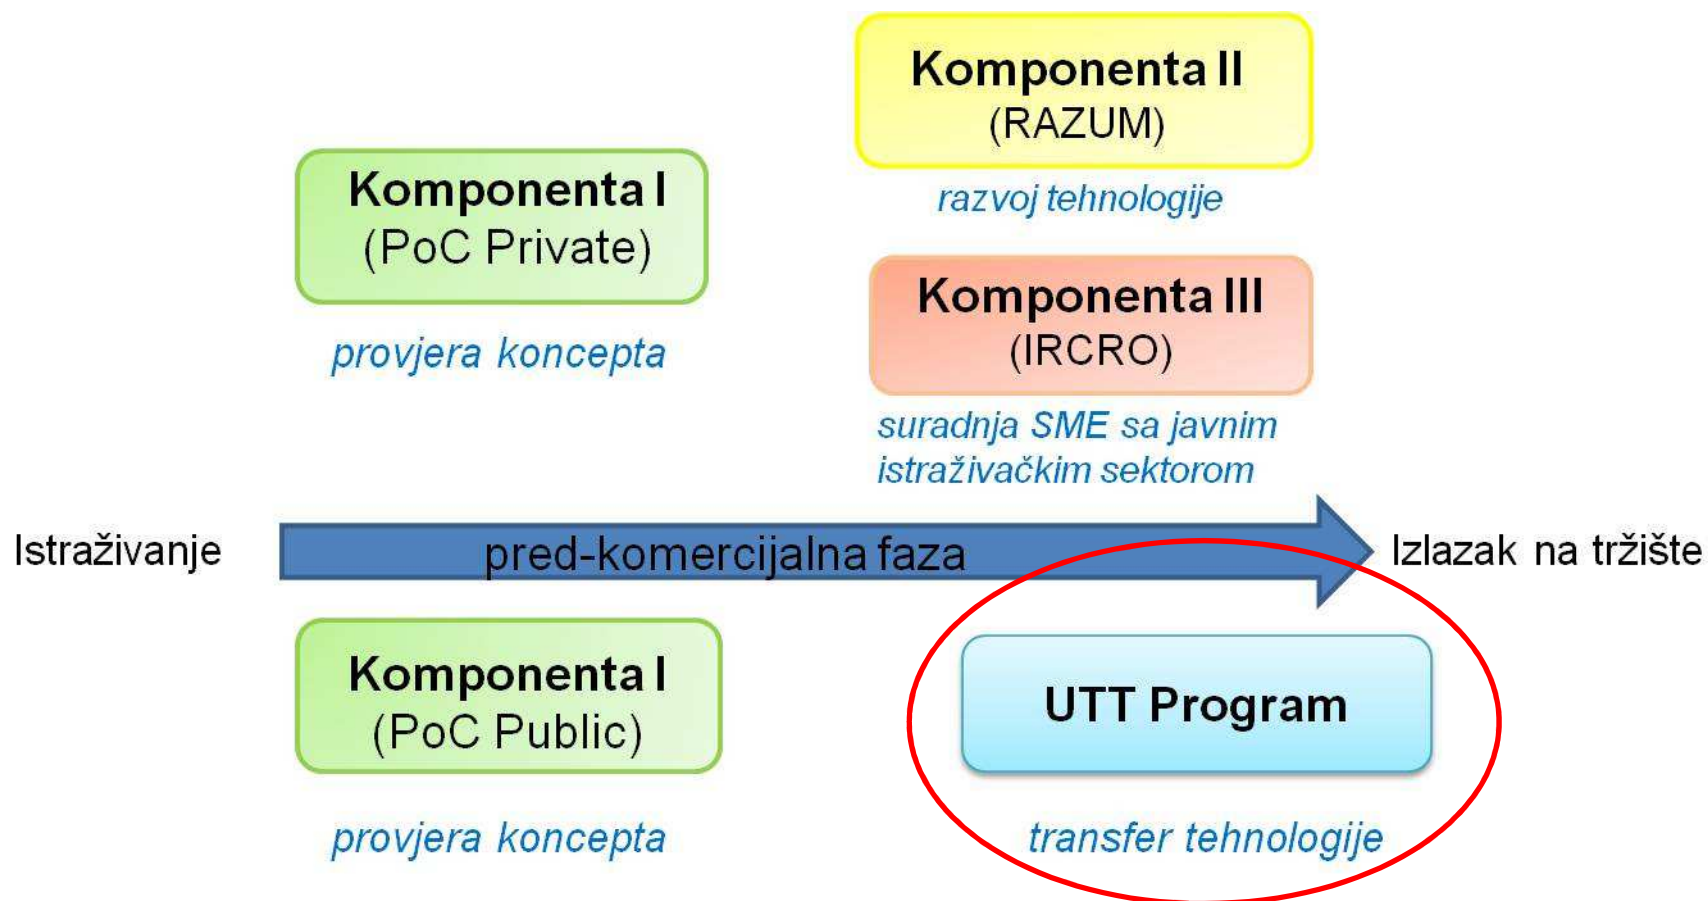 Komponenta II
(RAZUM)
razvoj tehnologije
Komponenta I
(PoC Private)
provjera koncepta
Komponenta III
(IRCRO)
suradnja SME sa javnim
istraživačkim sektorom
Istraživanje
pred-komercijalna faza
Izlazak na tržište
Komponenta I
(PoC Public)
provjera koncepta
UTT Program
transfer tehnologije